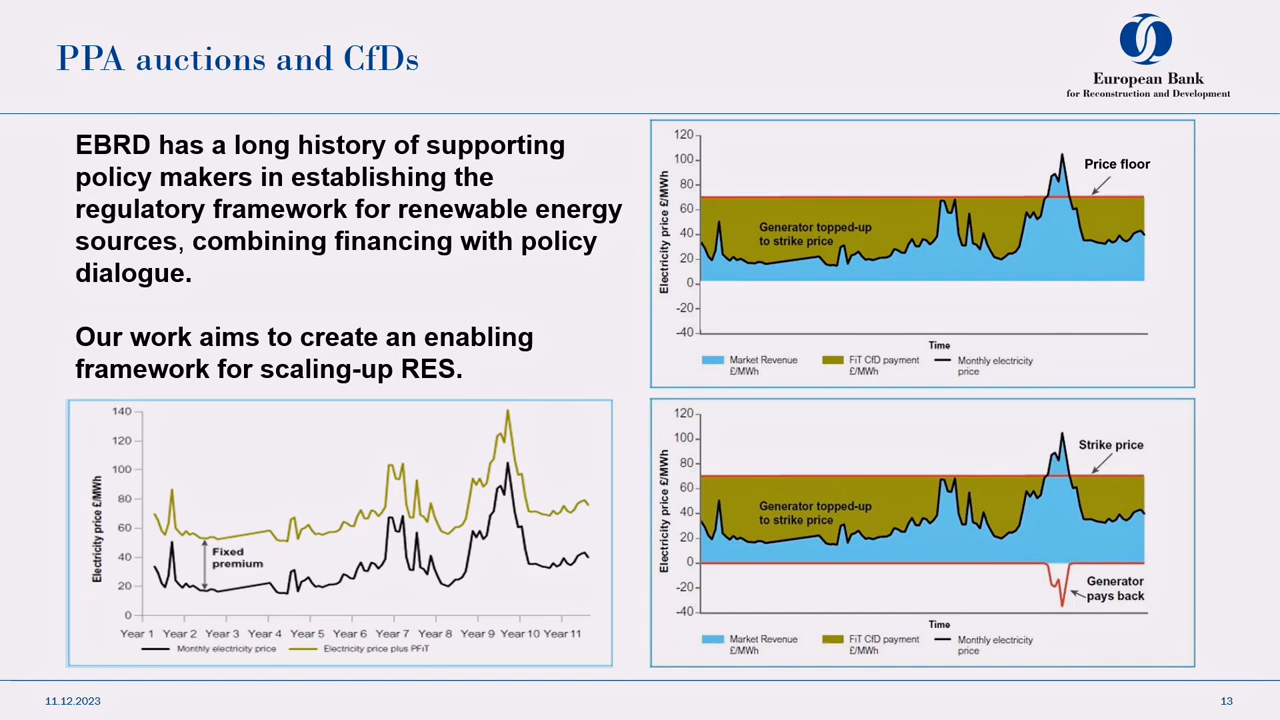 PPA auctions and CfDs
European Bank
for Reconstruction and Development
EBRD has a long history of supporting
policy makers in establishing the
regulatory framework for renewable energy
sources, combining financing with policy
dialogue.
Our work aims to create an enabling
framework for scaling-up RES.
120
100
80
60
40
20
0
-20
-40
Electricity price £/MWh
Price floor
Generator topped-up
to strike price
Time
Market Revenue
£/MWh
FiT CfD payment
£/MWh
Monthly electricity
price
140
120
100
80
60
40
20
0
Electricity price £/MWh
Fixed
premium
Year 1 Year 2 Year 3 Year 4 Year 5 Year 6 Year 7 Year 8 Year 9 Year 10 Year 11
Monthly electricity price
Electricity price plus PFiT
120
100
80
60
40
20
0
-20
-40
Electricity price £/MWh
Strike price
Generator topped-up
to strike price
Generator
pays back
Time
Market Revenue
£/MWh
FiT CfD payment
£/MWh
Monthly electricity
price
11.12.2023
13